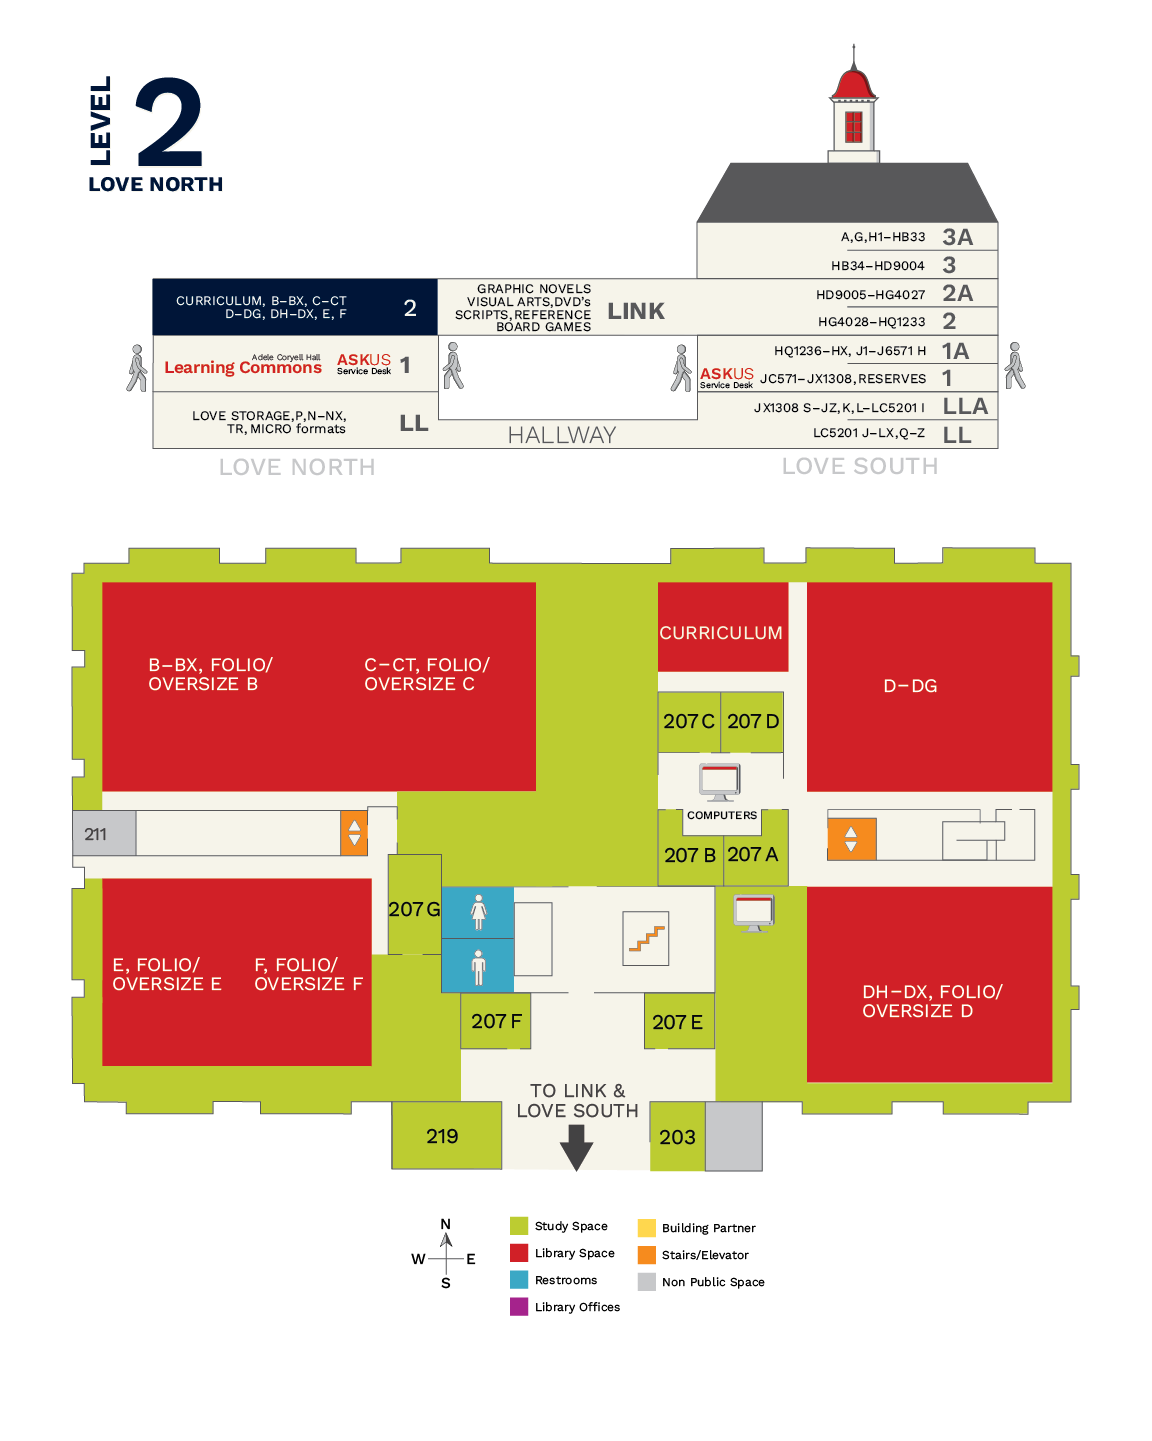 LEVEL
2
LOVE NORTH
A,G,H1–HB33 3A
HB34–HD9004 3
CURRICULUM, B–BX, C–CT
D–DG, DH–DX, E, F
2
GRAPHIC NOVELS
VISUAL ARTS,DVD's
SCRIPTS,REFERENCE
BOARD GAMES
LINK
HD9005–HG4027 2A
HG4028–HQ1233 2
Adele Coryell Hall
Learning Commons
ASKUS
Service Desk
1
HQ1236–HX, J1–J6571 H 1A
ASKUS
Service Desk
JC571–JX1308,RESERVES 1
LOVE STORAGE,P,N–NX,
TR,MICRO formats
LL
HALLWAY
JX1308 S–JZ,K,L–LC5201 I LLA
LC5201 J–LX,Q–Z LL
LOVE NORTH
LOVE SOUTH
B–BX, FOLIO/
OVERSIZE B
C–CT, FOLIO/
OVERSIZE C
CURRICULUM
D–DG
207 C
207 D
COMPUTERS
211
207 B
207 A
207 G
E, FOLIO/
OVERSIZE E
F, FOLIO/
OVERSIZE F
DH–DX, FOLIO/
OVERSIZE D
207 F
207 E
TO LINK &
LOVE SOUTH
219
203
N
W
E
S
Study Space
Library Space
Restrooms
Library Offices
Building Partner
Stairs/Elevator
Non Public Space